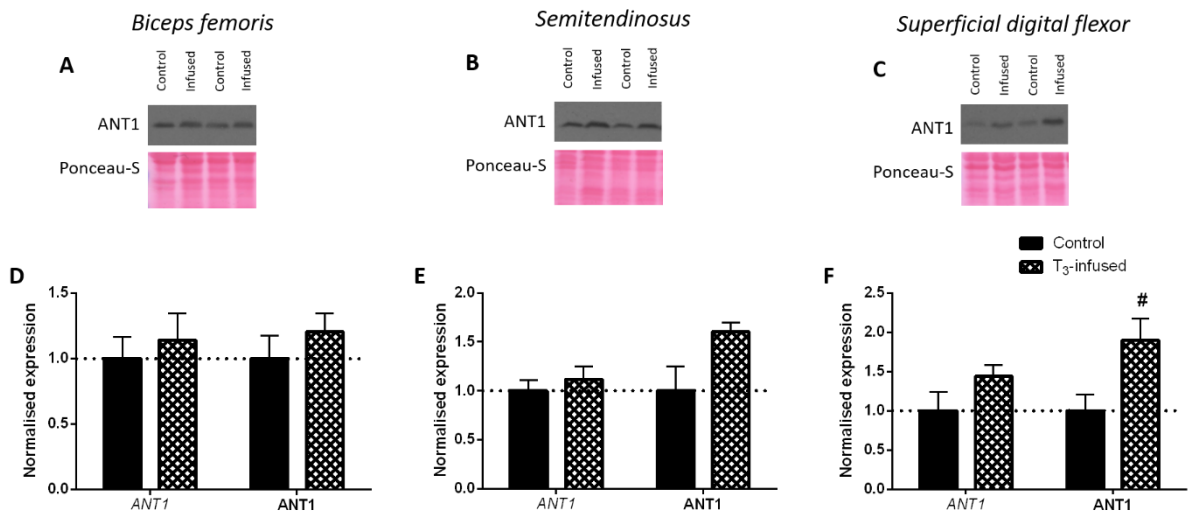 Biceps femoris
Semitendinosus
Superficial digital flexor
A
Control
Infused
Control
Infused
ANT1
Ponceau-S
B
Control
Infused
Control
Infused
ANT1
Ponceau-S
C
Control
Infused
Control
Infused
ANT1
Ponceau-S
Control
T₃-infused
D
Normalised expression
1.5
1.0
0.5
0.0
ANT1
ANT1
E
Normalised expression
2.0
1.5
1.0
0.5
0.0
ANT1
ANT1
F
Normalised expression
2.5
2.0
1.5
1.0
0.5
0.0
#
ANT1
ANT1